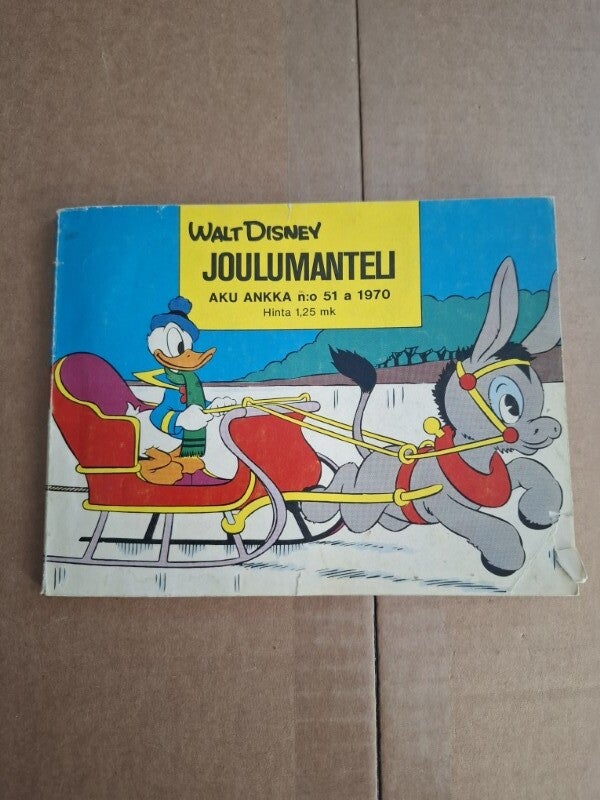 WALT DISNEY
JOULUMANTELI
AKU ANKKA n:o 51 a 1970
Hinta 1,25 mk